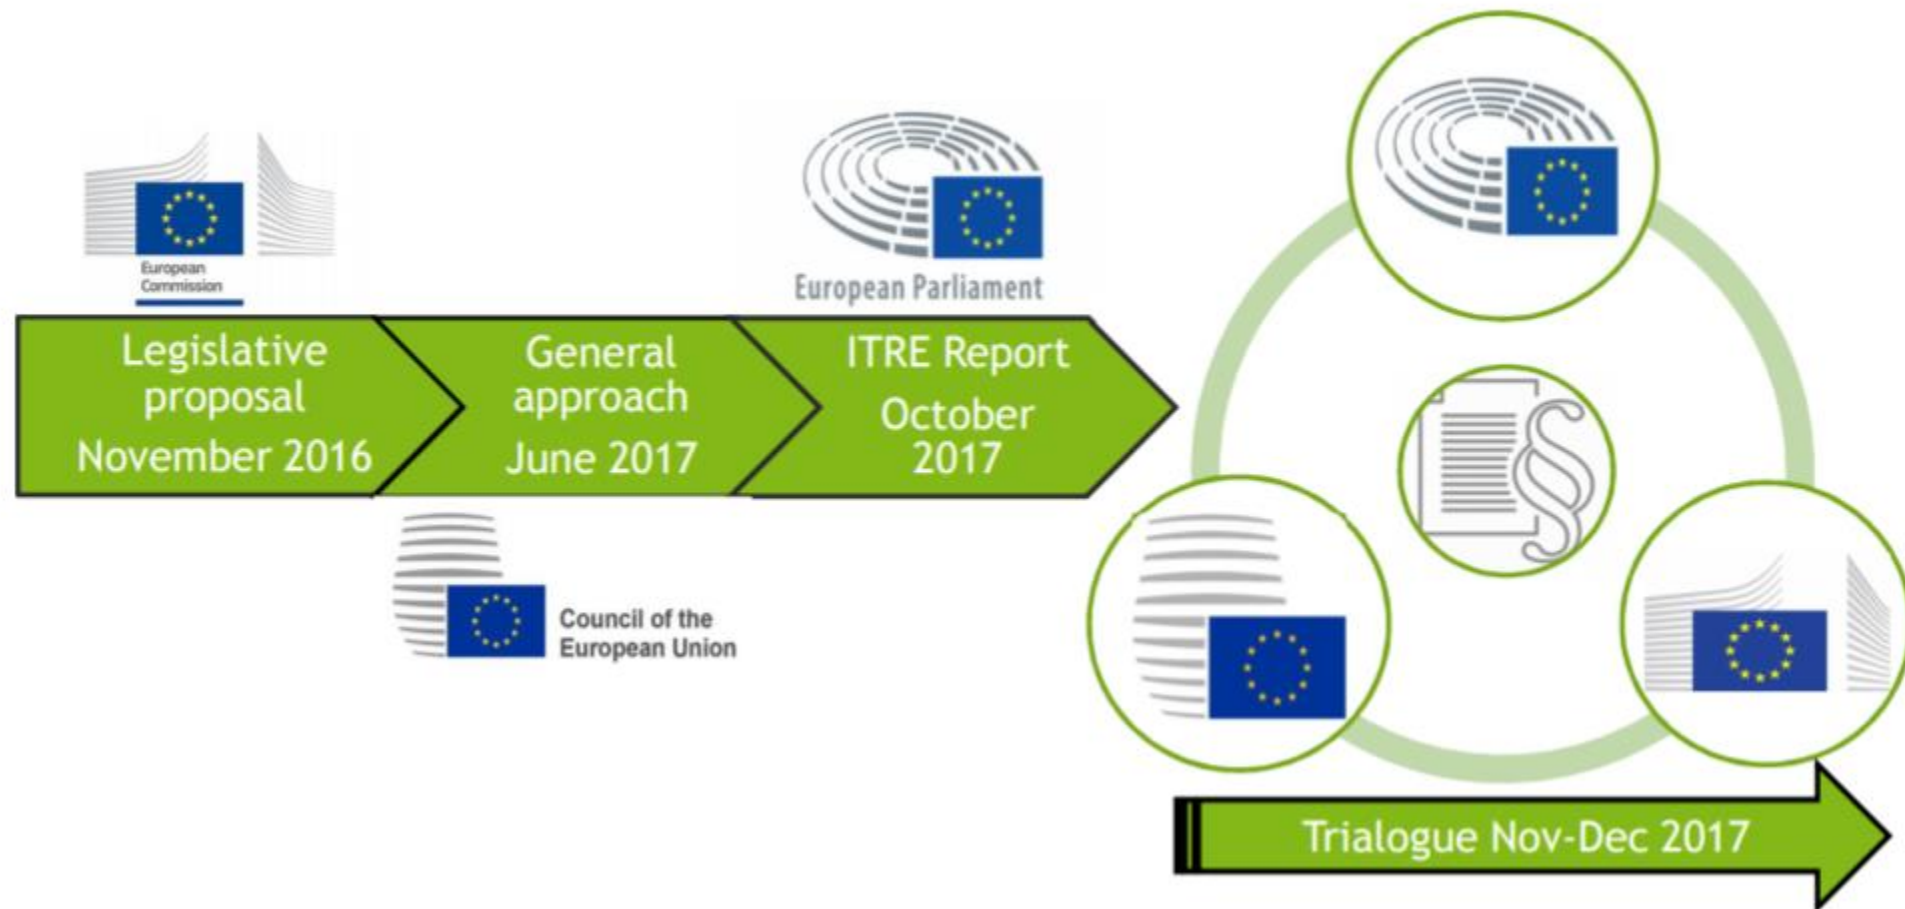 European
Commission
European Parliament
Legislative
proposal
November 2016
General
approach
June 2017
ITRE Report
October
2017
Council of the
European Union
§
Trialogue Nov-Dec 2017